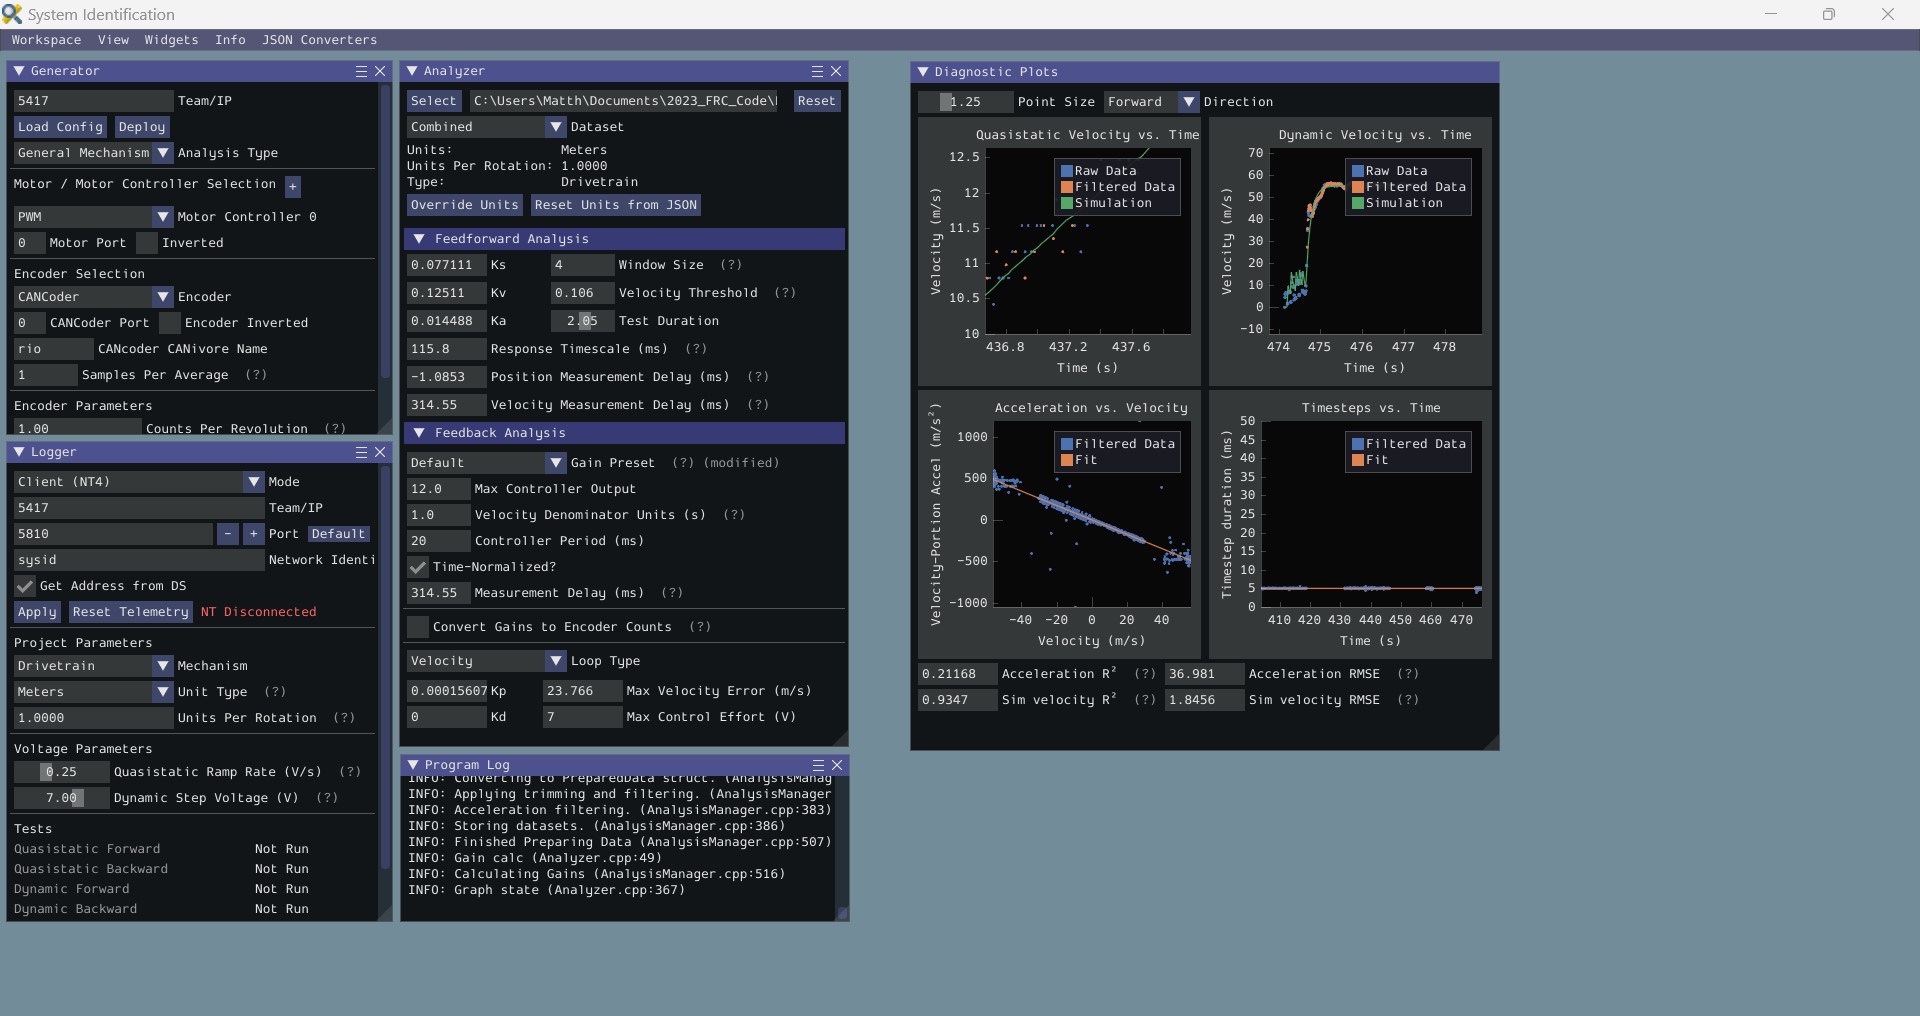 System Identification
Workspace View Widgets Info JSON Converters
Generator
5417 Team/IP
Load Config Deploy
General Mechanism Analysis Type
Motor / Motor Controller Selection +
PWM Motor Controller 0
0 Motor Port Inverted
Encoder Selection
CANCoder Encoder
0 CANCoder Port Encoder Inverted
rio CANcoder CANivore Name
1 Samples Per Average (?)
Encoder Parameters
1.00 Counts Per Revolution (?)
Logger
Client (NT4) Mode
5417 Team/IP
5810 - + Port Default
sysid Network Identi
Get Address from DS
Apply Reset Telemetry NT Disconnected
Project Parameters
Drivetrain Mechanism
Meters Unit Type (?)
1.0000 Units Per Rotation (?)
Voltage Parameters
0.25 Quasistatic Ramp Rate (V/s) (?)
7.00 Dynamic Step Voltage (V) (?)
Tests
Quasistatic Forward Not Run
Quasistatic Backward Not Run
Dynamic Forward Not Run
Dynamic Backward Not Run
Analyzer
Select C:\Users\Matth\Documents\2023_FRC_Code\ Reset
Combined Dataset
Units: Meters
Units Per Rotation: 1.0000
Type: Drivetrain
Override Units Reset Units from JSON
Feedforward Analysis
0.077111 Ks 4 Window Size (?)
0.12511 Kv 0.106 Velocity Threshold (?)
0.014488 Ka 2.05 Test Duration
115.8 Response Timescale (ms) (?)
-1.0853 Position Measurement Delay (ms) (?)
314.55 Velocity Measurement Delay (ms) (?)
Feedback Analysis
Default Gain Preset (?) (modified)
12.0 Max Controller Output
1.0 Velocity Denominator Units (s) (?)
20 Controller Period (ms)
Time-Normalized?
314.55 Measurement Delay (ms) (?)
Convert Gains to Encoder Counts (?)
Velocity Loop Type
0.00015607 Kp 23.766 Max Velocity Error (m/s)
0 Kd 7 Max Control Effort (V)
Program Log
INFO: Converting to PreparedData struct. (AnalysisManag
INFO: Applying trimming and filtering. (AnalysisManager
INFO: Acceleration filtering. (AnalysisManager.cpp:383)
INFO: Storing datasets. (AnalysisManager.cpp:386)
INFO: Finished Preparing Data (AnalysisManager.cpp:507)
INFO: Gain calc (Analyzer.cpp:49)
INFO: Calculating Gains (AnalysisManager.cpp:516)
INFO: Graph state (Analyzer.cpp:367)
Diagnostic Plots
1.25 Point Size Forward Direction
Quasistatic Velocity vs. Time
Raw Data
Filtered Data
Simulation
Velocity (m/s)
12.5
12
11.5
11
10.5
10
436.8 437.2 437.6
Time (s)
Dynamic Velocity vs. Time
Raw Data
Filtered Data
Simulation
Velocity (m/s)
70
60
50
40
30
20
10
0
-10
474 475 476 477 478
Time (s)
Acceleration vs. Velocity
Filtered Data
Fit
Velocity-Portion Accel (m/s²)
1000
500
0
-500
-1000
-40 -20 0 20 40
Velocity (m/s)
Timesteps vs. Time
Filtered Data
Fit
Timestep duration (ms)
50
45
40
35
30
25
20
15
10
5
0
410 420 430 440 450 460 470
Time (s)
0.21168 Acceleration R² (?) 36.981 Acceleration RMSE (?)
0.9347 Sim velocity R² (?) 1.8456 Sim velocity RMSE (?)